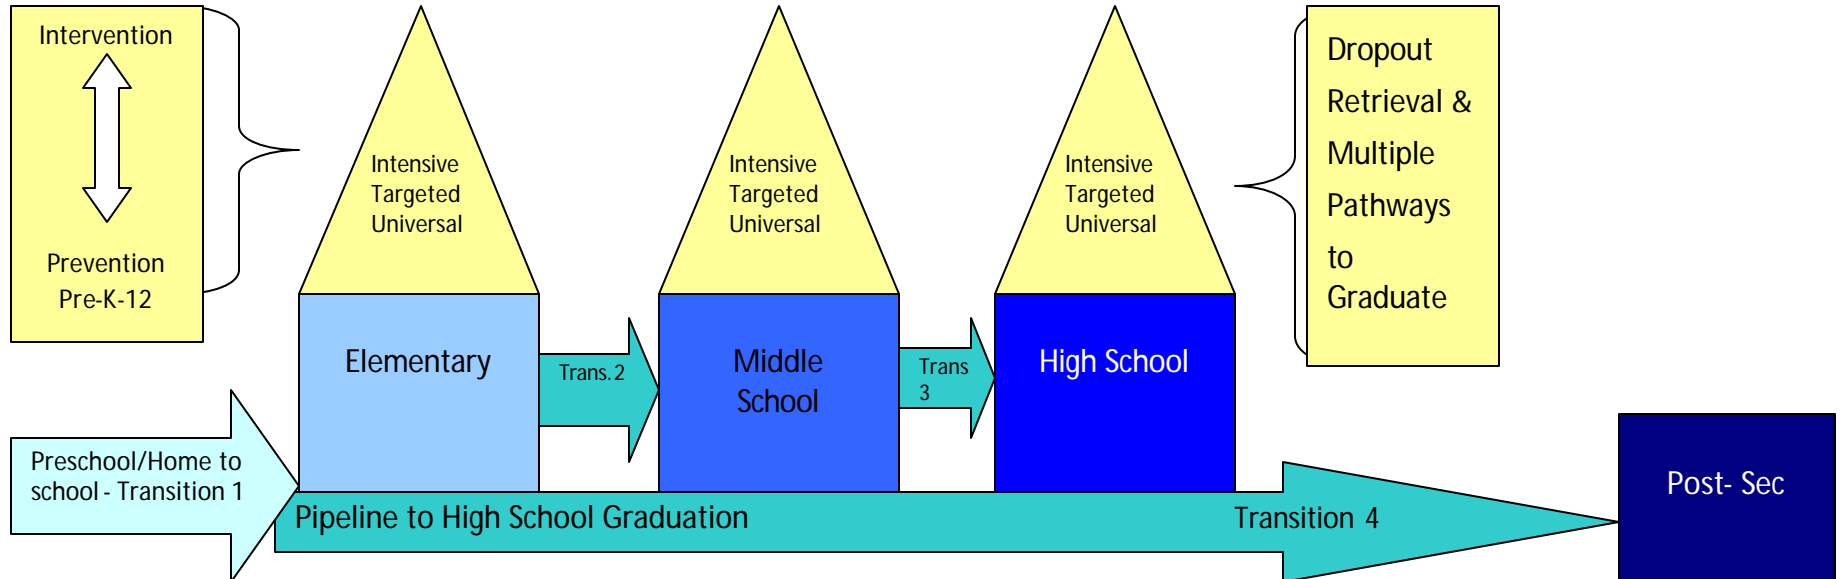 Intervention
Prevention
Pre-K-12
Intensive
Targeted
Universal
Intensive
Targeted
Universal
Intensive
Targeted
Universal
Dropout
Retrieval &
Multiple
Pathways
to
Graduate
Elementary
Trans. 2
Middle
School
Trans
3
High School
Preschool/Home to
school - Transition 1
Pipeline to High School Graduation
Transition 4
Post- Sec